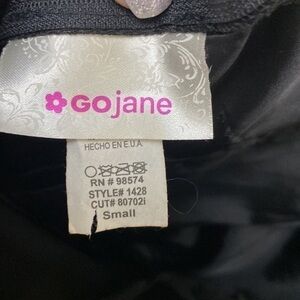 GOjane
HECHO EN E.U.A.
RN # 98574
STYLE# 1428
CUT# 80702i
Small